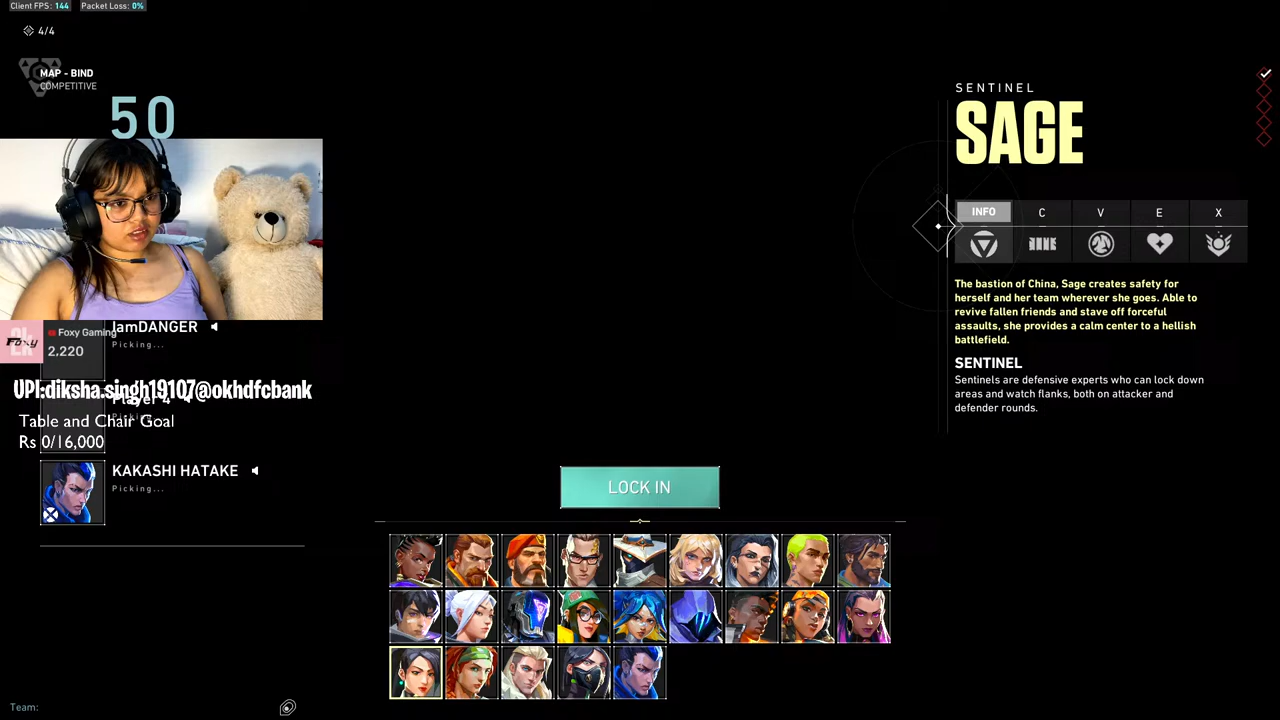 Client FPS: 144 Packet Loss: 0%
4/4
MAP - BIND
COMPETITIVE
50
IamDANGER
Picking...
Foxy Gaming
Foxy
2,220
UPI:diksha.singh19107@okhdfcbank
Player 4
Table and Chair Goal
Rs 0/16,000
KAKASHI HATAKE
Picking...
Team:
LOCK IN
SENTINEL
SAGE
INFO C V E X
The bastion of China, Sage creates safety for
herself and her team wherever she goes. Able to
revive fallen friends and stave off forceful
assaults, she provides a calm center to a hellish
battlefield.
SENTINEL
Sentinels are defensive experts who can lock down
areas and watch flanks, both on attacker and
defender rounds.